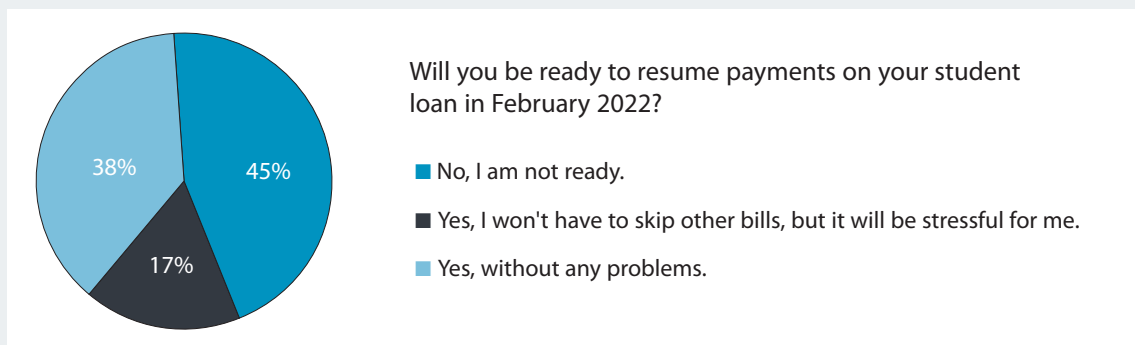 Will you be ready to resume payments on your student
loan in February 2022?
38%
45%
17%
No, I am not ready.
Yes, I won't have to skip other bills, but it will be stressful for me.
Yes, without any problems.